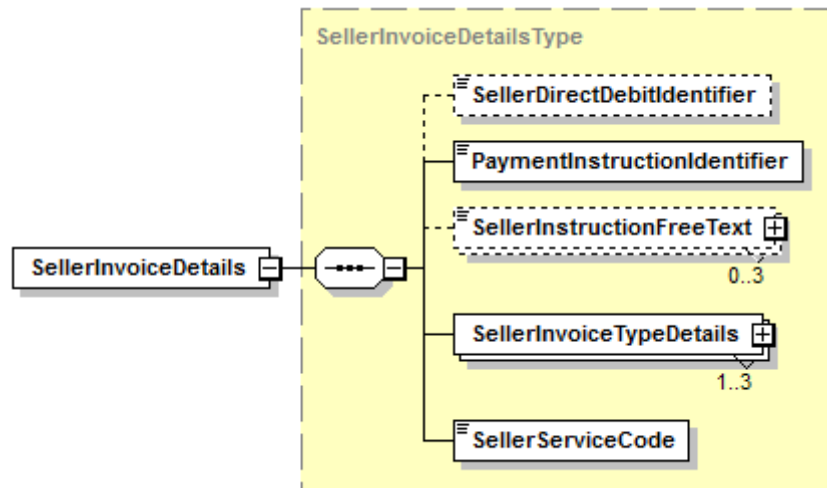 SellerInvoiceDetailsType
SellerDirectDebitIdentifier
PaymentInstructionIdentifier
SellerInstructionFreeText
0..3
SellerInvoiceDetails
SellerInvoiceTypeDetails
1..3
SellerServiceCode